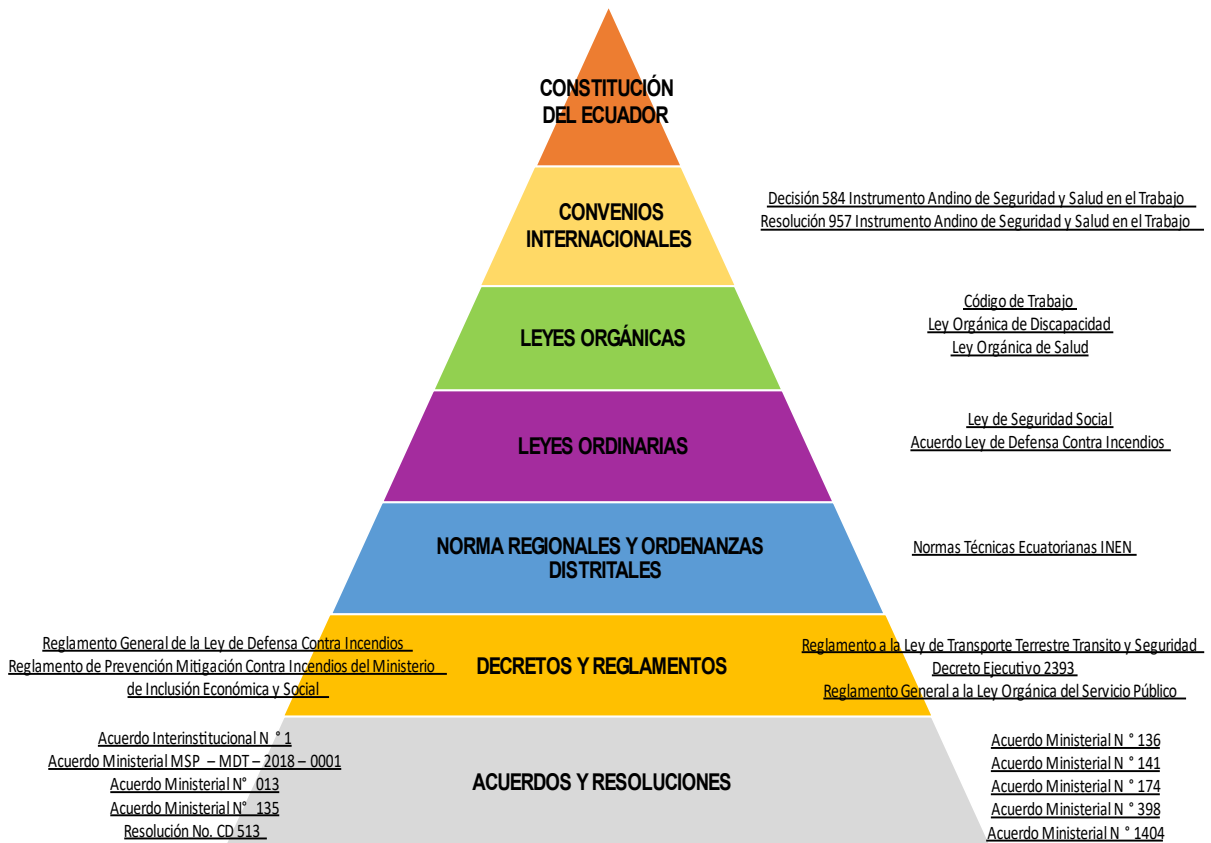 CONSTITUCIÓN
DEL ECUADOR
CONVENIOS
INTERNACIONALES
Decisión 584 Instrumento Andino de Seguridad y Salud en el Trabajo
Resolución 957 Instrumento Andino de Seguridad y Salud en el Trabajo
LEYES ORGÁNICAS
Código de Trabajo
Ley Orgánica de Discapacidad
Ley Orgánica de Salud
LEYES ORDINARIAS
Ley de Seguridad Social
Acuerdo Ley de Defensa Contra Incendios
NORMA REGIONALES Y ORDENANZAS
DISTRITALES
Normas Técnicas Ecuatorianas INEN
Reglamento General de la Ley de Defensa Contra Incendios
Reglamento de Prevención Mitigación Contra Incendios del Ministerio
de Inclusión Económica y Social
DECRETOS Y REGLAMENTOS
Reglamento a la Ley de Transporte Terrestre Transito y Seguridad
Decreto Ejecutivo 2393
Reglamento General a la Ley Orgánica del Servicio Público
Acuerdo Interinstitucional N ° 1
Acuerdo Ministerial MSP – MDT – 2018 – 0001
Acuerdo Ministerial N° 013
Acuerdo Ministerial N° 135
Resolución No. CD 513
ACUERDOS Y RESOLUCIONES
Acuerdo Ministerial N ° 136
Acuerdo Ministerial N ° 141
Acuerdo Ministerial N ° 174
Acuerdo Ministerial N ° 398
Acuerdo Ministerial N ° 1404